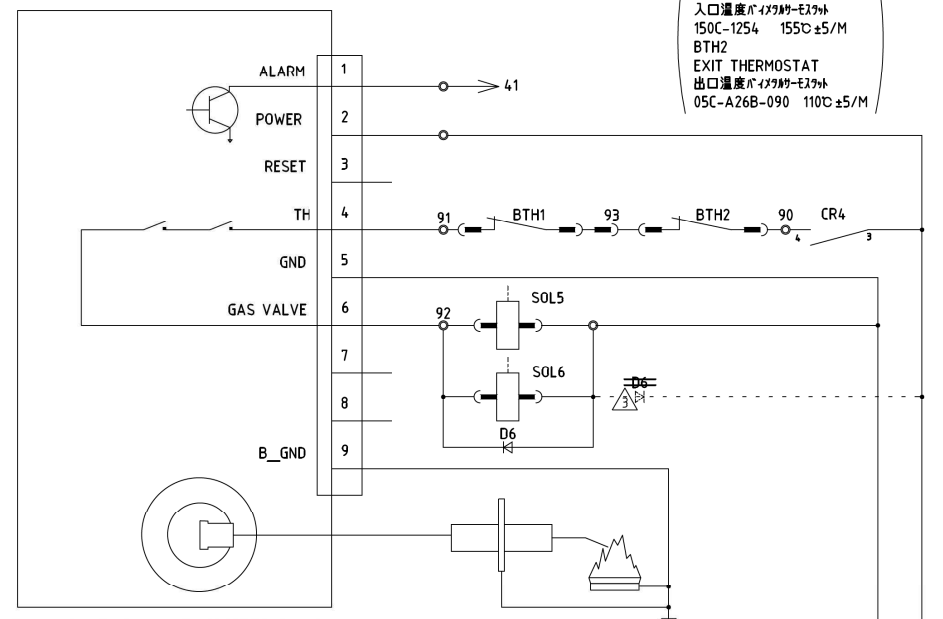 入口温度バイメタルサーモスタット
150C-1254 155℃±5/M
BTH2
EXIT THERMOSTAT
出口温度バイメタルサーモスタット
05C-A26B-090 110℃±5/M
ALARM 1
41
POWER 2
RESET 3
TH 4
91 BTH1 93 BTH2 90 CR4
4 3
GND 5
GAS VALVE 6
92 SOL5
7
SOL6
D6
3
8
D6
B_GND 9